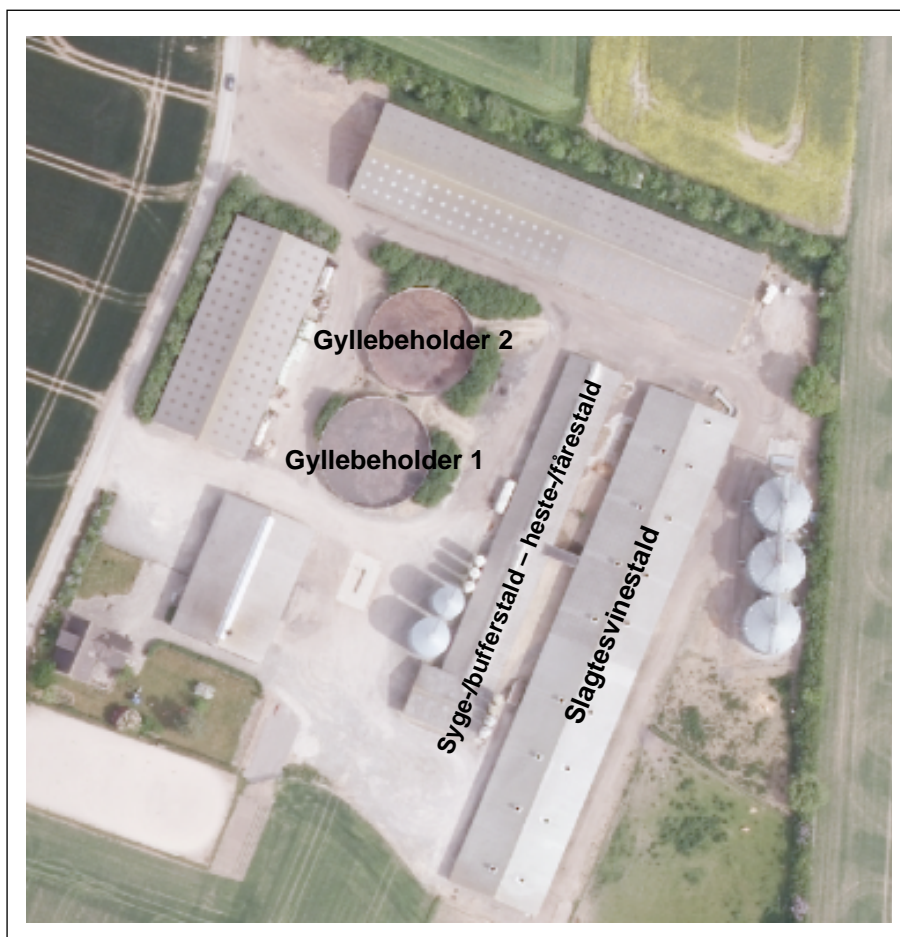 Gyllebeholder 2
Gyllebeholder 1
Syge-/bufferstald – heste-/fårestald
Slagtesvinestald